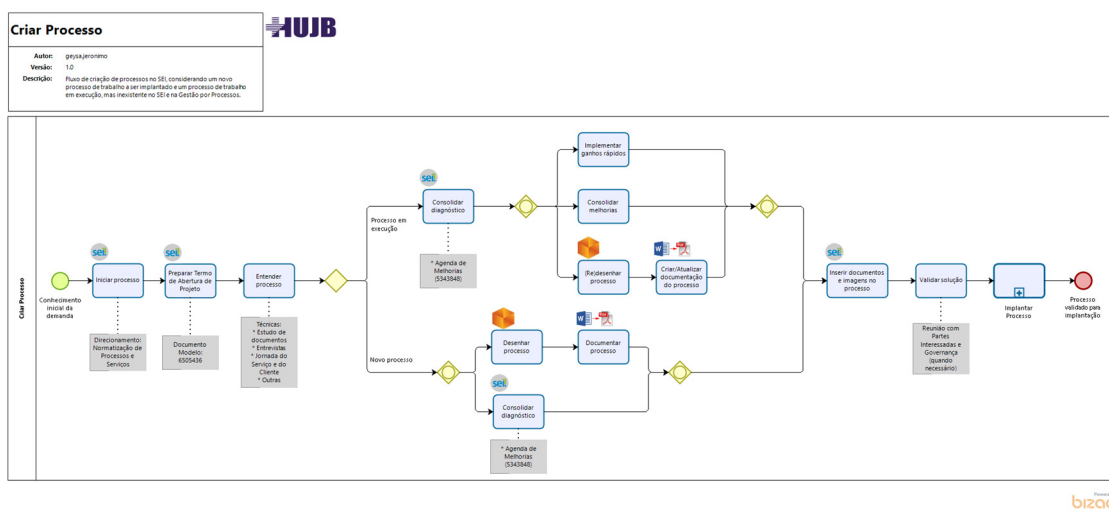 Criar Processo
HUJB
Autor: geysa.jeronimo
Versão: 1.0
Descrição: Fluxo de criação de processos no SEI, considerando um novo
processo de trabalho a ser implantado e um processo de trabalho
em execução, mas inexistente no SEI e na Gestão por Processos.
Criar Processo
Conhecimento
inicial da
demanda
sei!
Iniciar processo
Direcionamento:
Normatização de
Processos e
Serviços
sei!
Preparar Termo
de Abertura de
Projeto
Documento
Modelo:
6505436
Entender
processo
Técnicas:
* Estudo de
documentos
* Entrevistas
* Jornada do
Serviço e do
Cliente
* Outras
Processo em
execução
sei!
Consolidar
diagnóstico
* Agenda de
Melhorias
(5343848)
Implementar
ganhos rápidos
Consolidar
melhorias
(Re)desenhar
processo
Criar/Atualizar
documentação
do processo
Novo processo
Desenhar
processo
Documentar
processo
sei!
Consolidar
diagnóstico
* Agenda de
Melhorias
(5343848)
sei!
Inserir documentos
e imagens no
processo
Validar solução
Reunião com
Partes
Interessadas e
Governança
(quando
necessário)
Implantar
Processo
Processo
validado para
implantação